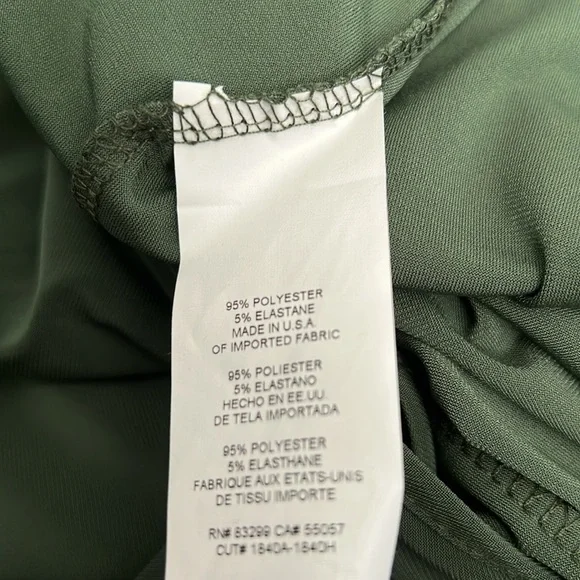 95% POLYESTER
5% ELASTANE
MADE IN U.S.A.
OF IMPORTED FABRIC
95% POLIESTER
5% ELASTANO
HECHO EN EE.UU.
DE TELA IMPORTADA
95% POLYESTER
5% ELASTHANE
FABRIQUE AUX ETATS-UNIS
DE TISSU IMPORTE
RN# 83299 CA# 55057
CUT# 1840A-1840H